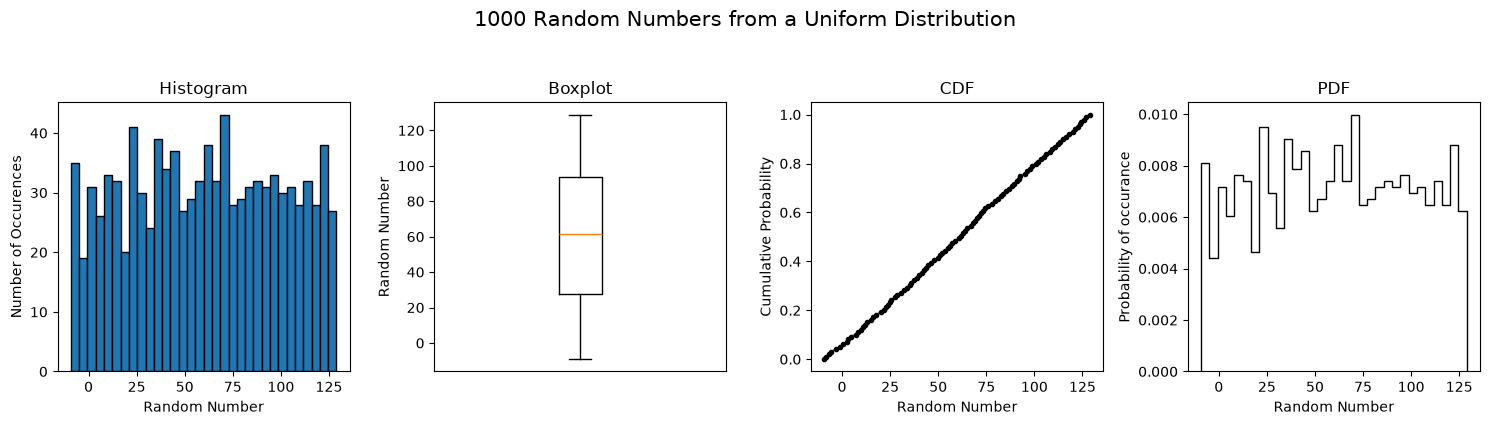 1000 Random Numbers from a Uniform Distribution
Histogram
Number of Occurences
40
30
20
10
0
0 25 50 75 100 125
Random Number
Boxplot
Random Number
120
100
80
60
40
20
0
CDF
Cumulative Probability
1.0
0.8
0.6
0.4
0.2
0.0
0 25 50 75 100 125
Random Number
PDF
Probability of occurance
0.010
0.008
0.006
0.004
0.002
0.000
0 25 50 75 100 125
Random Number